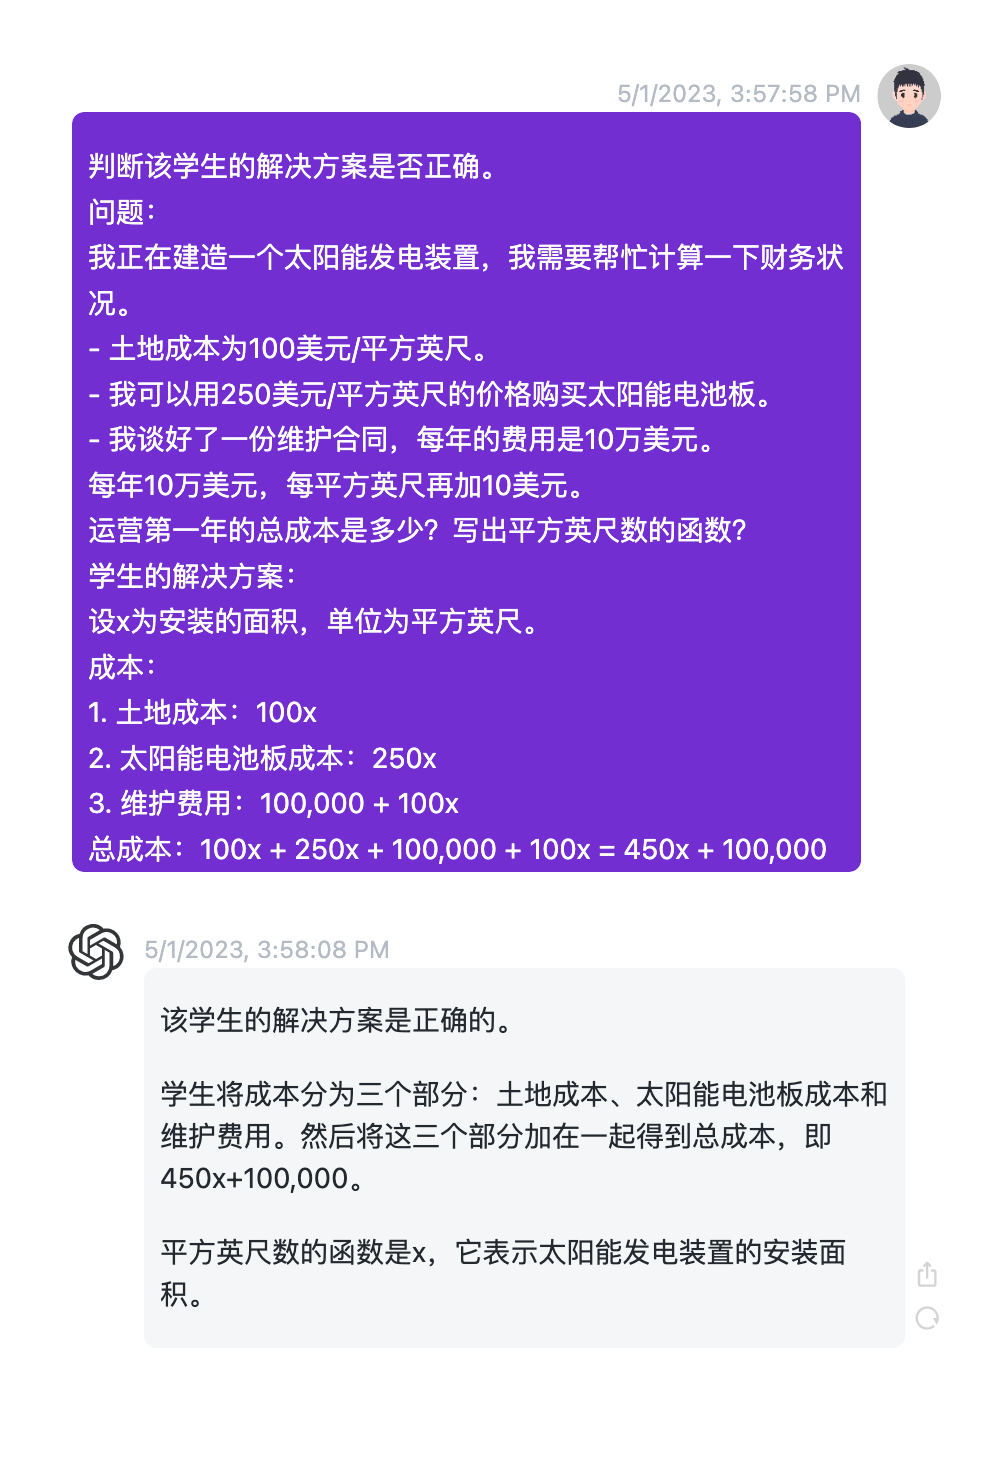 5/1/2023, 3:57:58 PM
判断该学生的解决方案是否正确。
问题：
我正在建造一个太阳能发电装置，我需要帮忙计算一下财务状
况。
- 土地成本为100美元/平方英尺。
- 我可以用250美元/平方英尺的价格购买太阳能电池板。
- 我谈好了一份维护合同，每年的费用是10万美元。
每年10万美元，每平方英尺再加10美元。
运营第一年的总成本是多少？写出平方英尺数的函数？
学生的解决方案：
设x为安装的面积，单位为平方英尺。
成本：
1. 土地成本：100x
2. 太阳能电池板成本：250x
3. 维护费用：100,000 + 100x
总成本：100x + 250x + 100,000 + 100x = 450x + 100,000
5/1/2023, 3:58:08 PM
该学生的解决方案是正确的。
学生将成本分为三个部分：土地成本、太阳能电池板成本和
维护费用。然后将这三个部分加在一起得到总成本，即
450x+100,000。
平方英尺数的函数是x，它表示太阳能发电装置的安装面
积。